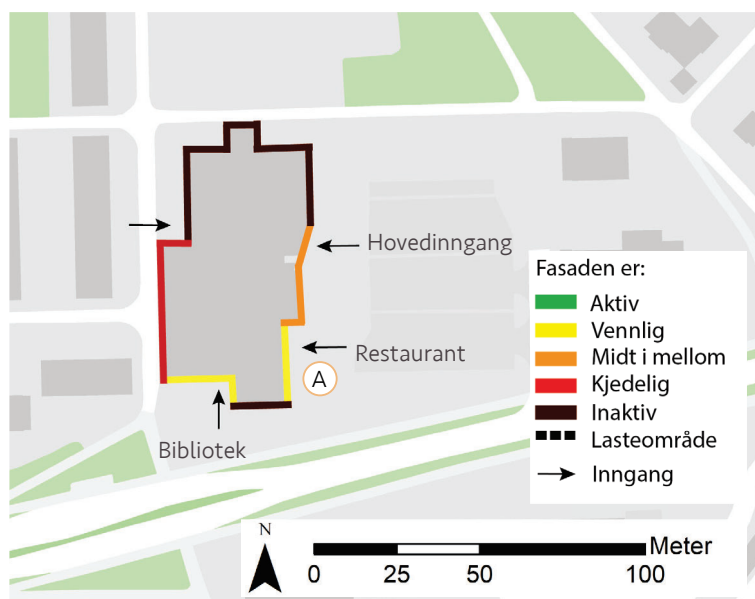 Hovedinngang
Restaurant
A
Bibliotek
Fasaden er:
Aktiv
Vennlig
Midt i mellom
Kjedelig
Inaktiv
Lasteområde
Inngang
N
Meter
0 25 50 100